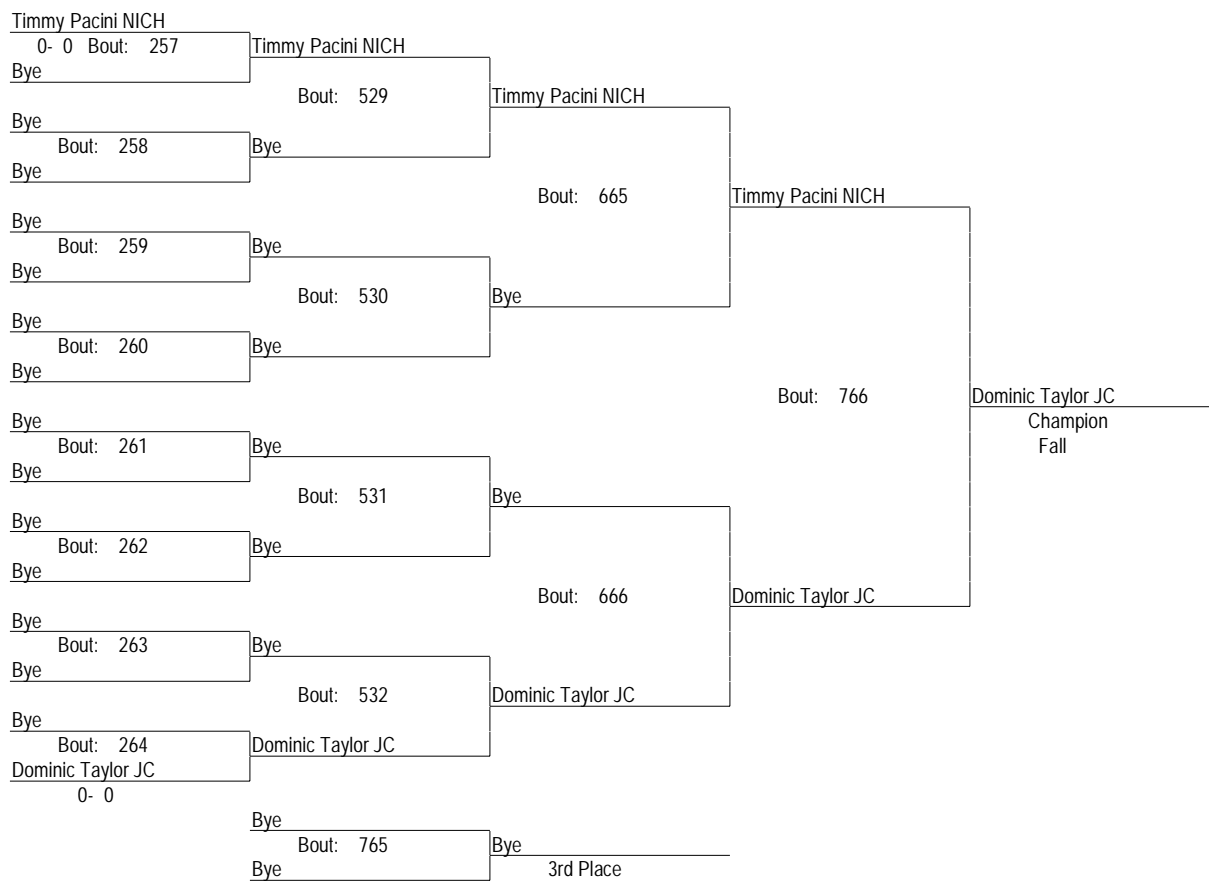 Timmy Pacini NICH
0- 0 Bout: 257 Timmy Pacini NICH
Bye
Bout: 529 Timmy Pacini NICH
Bye
Bout: 258 Bye
Bye
Bout: 665 Timmy Pacini NICH
Bye
Bout: 259 Bye
Bye
Bout: 530 Bye
Bye
Bout: 260 Bye
Bye
Bout: 766 Dominic Taylor JC
Bye
Champion
Bout: 261 Bye
Fall
Bye
Bout: 531 Bye
Bye
Bout: 262 Bye
Bye
Bout: 666 Dominic Taylor JC
Bye
Bout: 263 Bye
Bye
Bout: 532 Dominic Taylor JC
Bye
Bout: 264 Dominic Taylor JC
Dominic Taylor JC
0- 0
Bye
Bout: 765 Bye
Bye
3rd Place